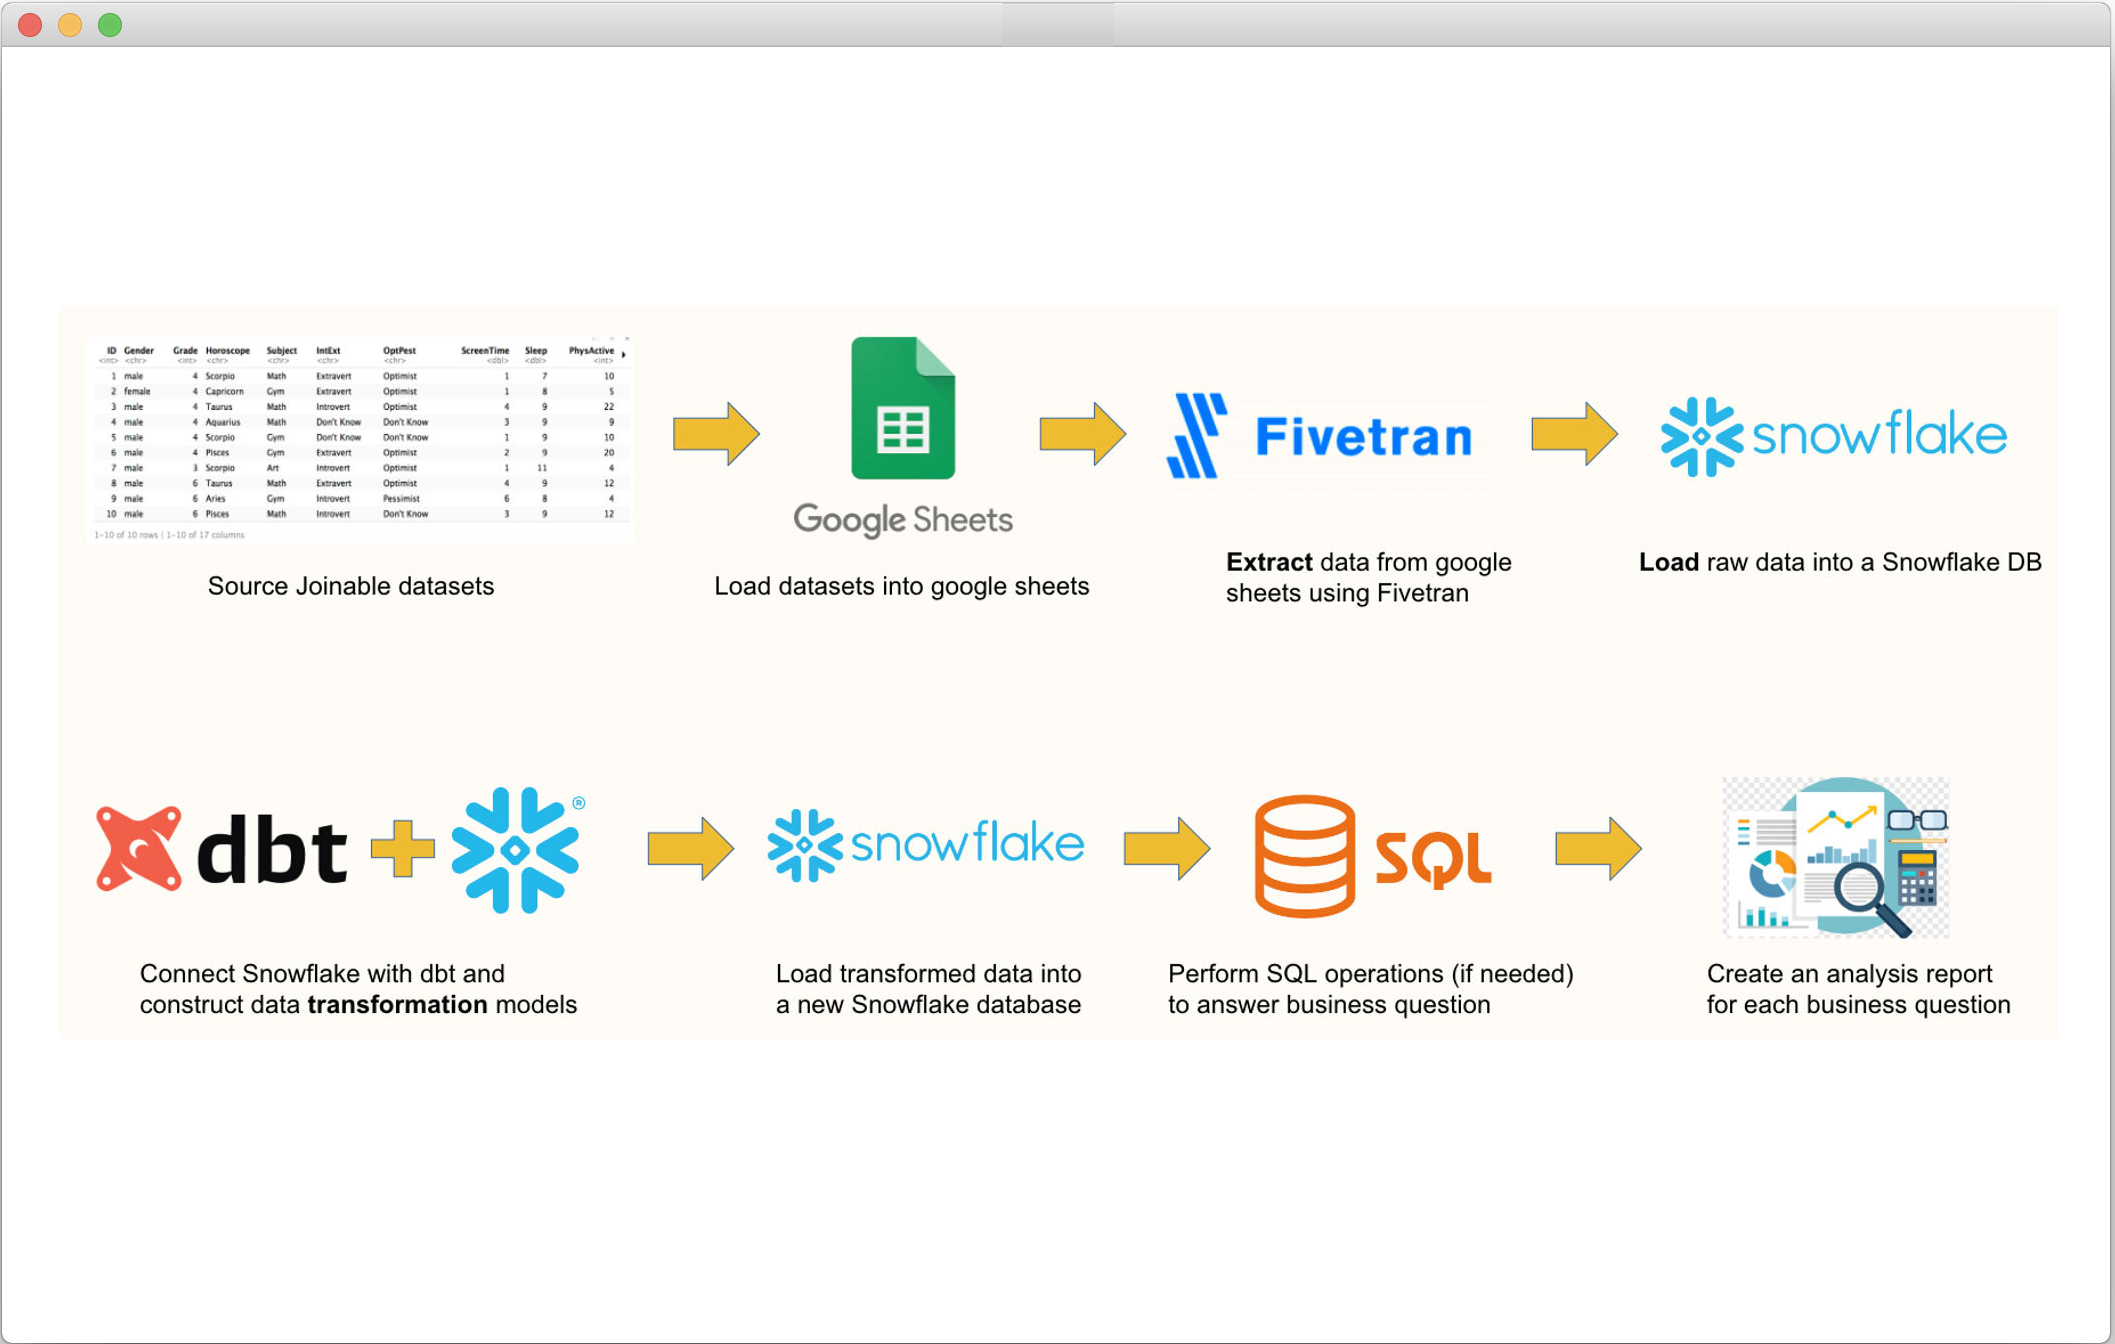 ID Gender Grade Horoscope Subject IntExt OptPest ScreenTime Sleep PhysActive
<int> <chr> <int> <chr> <chr> <chr> <chr> <dbl> <dbl> <int>
1 male 4 Scorpio Math Extravert Optimist 1 7 10
2 female 4 Capricorn Gym Extravert Optimist 1 8 5
3 male 4 Taurus Math Introvert Optimist 4 9 22
4 male 4 Aquarius Math Don't Know Don't Know 3 9 9
5 male 4 Scorpio Gym Don't Know Don't Know 1 9 10
6 male 4 Pisces Gym Extravert Optimist 2 9 20
7 male 3 Scorpio Art Introvert Optimist 1 11 4
8 male 6 Taurus Math Extravert Optimist 4 9 12
9 male 6 Aries Gym Introvert Pessimist 6 8 4
10 male 6 Pisces Math Introvert Don't Know 3 9 12
1-10 of 10 rows | 1-10 of 17 columns
Source Joinable datasets
Google Sheets
Load datasets into google sheets
Fivetran
Extract data from google
sheets using Fivetran
snowflake
Load raw data into a Snowflake DB
dbt
®
Connect Snowflake with dbt and
construct data transformation models
snowflake
Load transformed data into
a new Snowflake database
SQL
Perform SQL operations (if needed)
to answer business question
Create an analysis report
for each business question